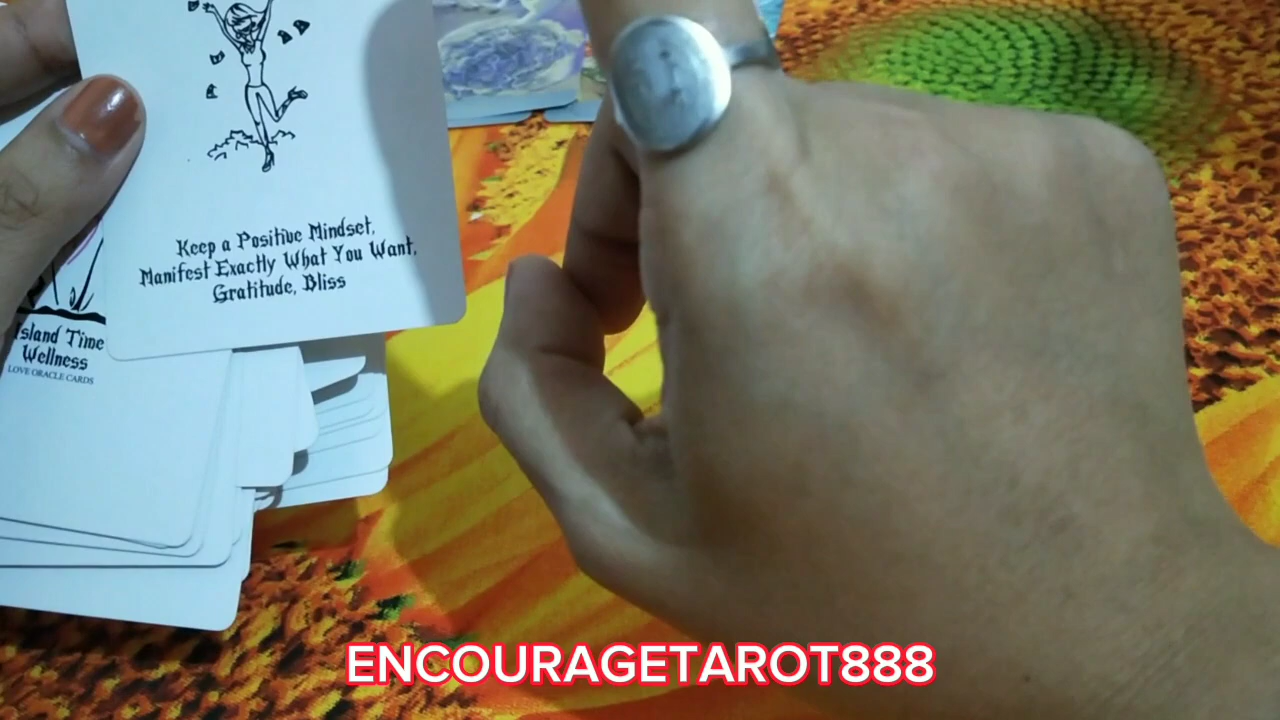 Keep a Positive Mindset,
Manifest Exactly What You Want,
Gratitude, Bliss
Island Time
Wellness
LOVE ORACLE CARDS
ENCOURAGETAROT888